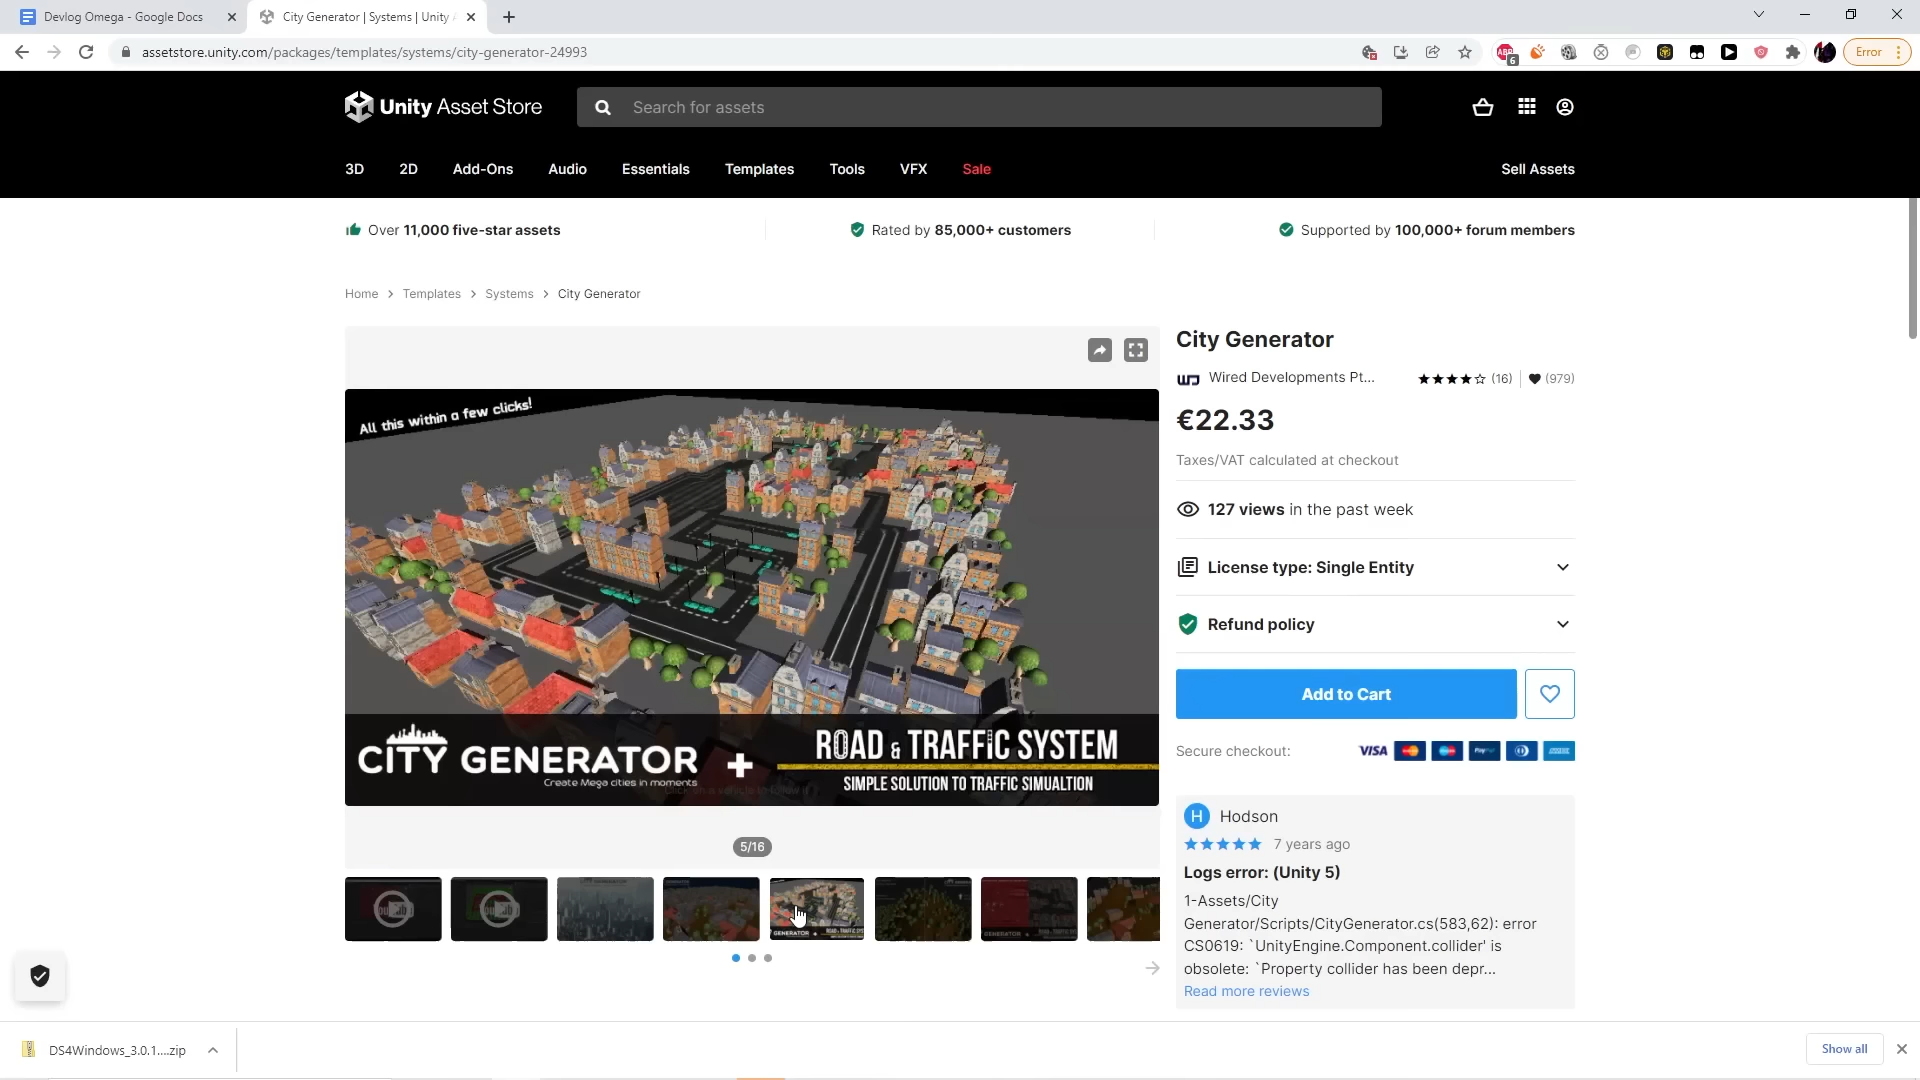 Devlog Omega - Google Docs
City Generator | Systems | Unity
assetstore.unity.com/packages/templates/systems/city-generator-24993
6
Error
Unity Asset Store
Search for assets
3D
2D
Add-Ons
Audio
Essentials
Templates
Tools
VFX
Sale
Sell Assets
Over 11,000 five-star assets
Rated by 85,000+ customers
Supported by 100,000+ forum members
Home > Templates > Systems > City Generator
All this within a few clicks!
CITY GENERATOR
Create Mega cities in moments
+
ROAD & TRAFFIC SYSTEM
SIMPLE SOLUTION TO TRAFFIC SIMUALTION
5/16
City Generator
Wired Developments Pt...
(16)
(979)
€22.33
Taxes/VAT calculated at checkout
127 views in the past week
License type: Single Entity
Refund policy
Add to Cart
Secure checkout:
VISA
PayPal
H
Hodson
7 years ago
Logs error: (Unity 5)
1-Assets/City
Generator/Scripts/CityGenerator.cs(583,62): error
CS0619: `UnityEngine.Component.collider' is
obsolete: `Property collider has been depr...
Read more reviews
DS4Windows_3.0.1....zip
Show all